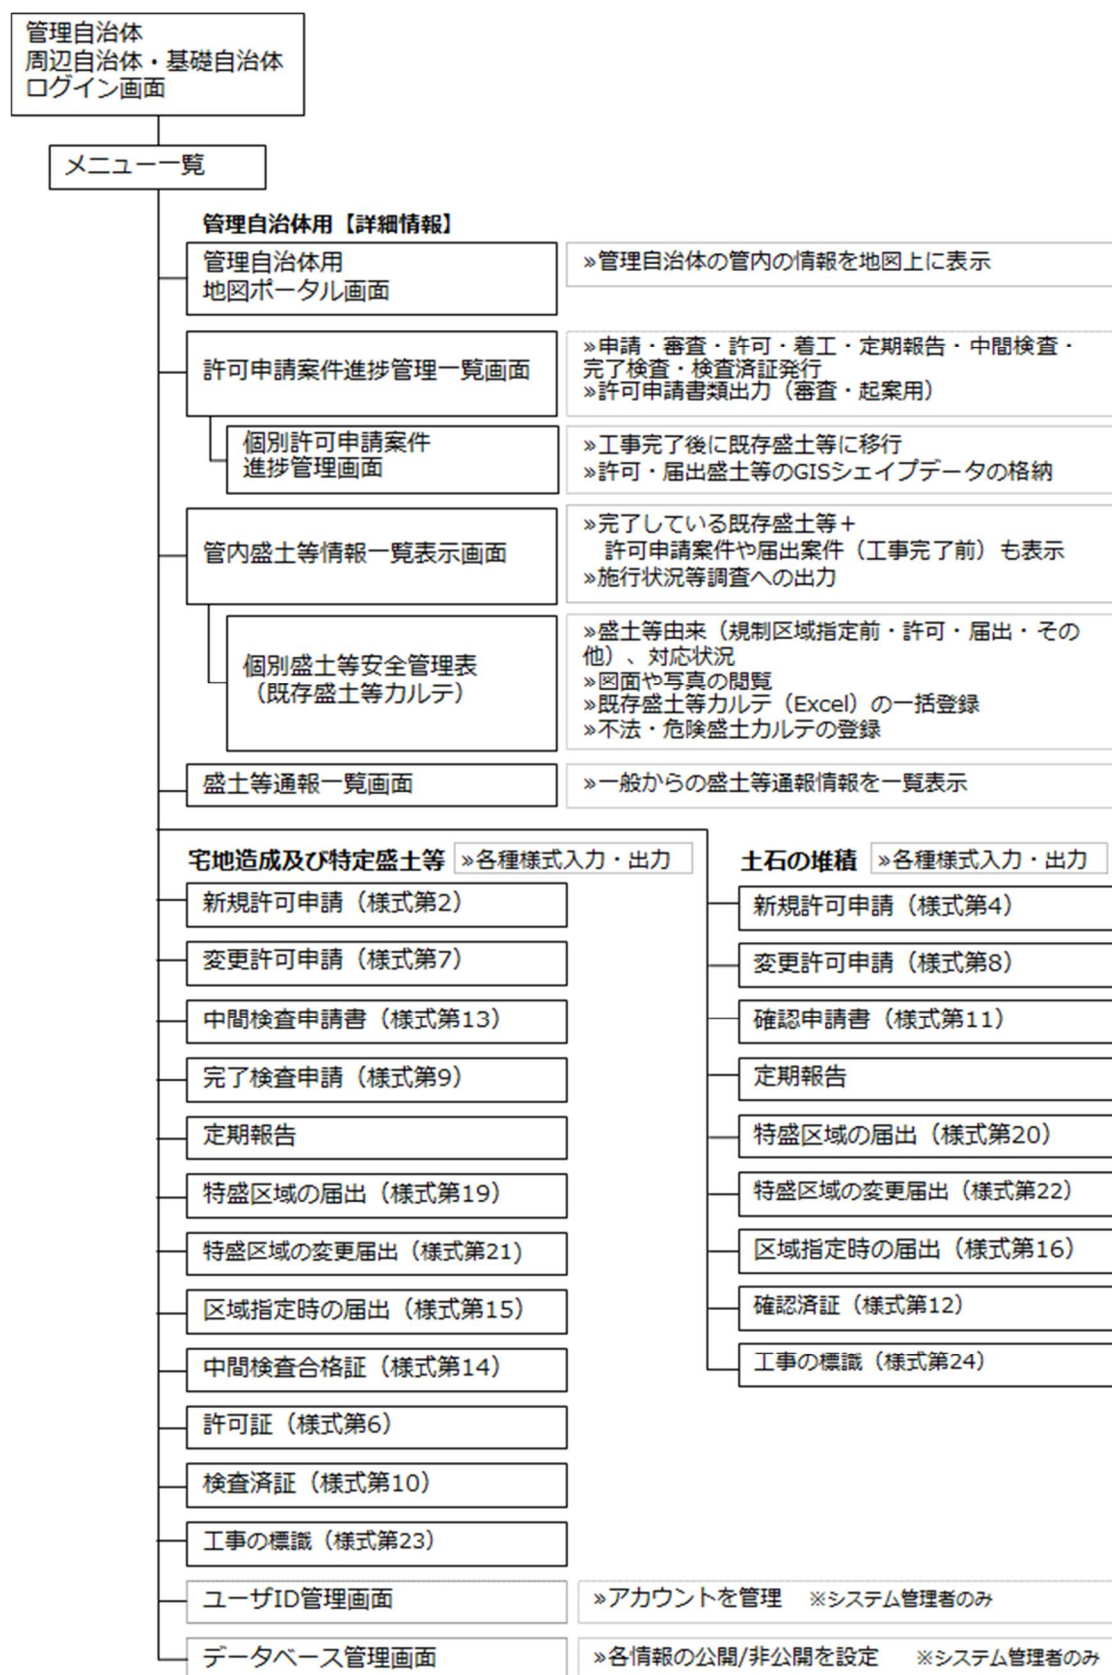 管理自治体
周辺自治体・基礎自治体
ログイン画面
メニュー一覧
管理自治体用【詳細情報】
管理自治体用
地図ポータル画面
»管理自治体の管内の情報を地図上に表示
許可申請案件進捗管理一覧画面
»申請・審査・許可・着工・定期報告・中間検査・
完了検査・検査済証発行
»許可申請書類出力（審査・起案用）
個別許可申請案件
進捗管理画面
»工事完了後に既存盛土等に移行
»許可・届出盛土等のGISシェイプデータの格納
管内盛土等情報一覧表示画面
»完了している既存盛土等＋
許可申請案件や届出案件（工事完了前）も表示
»施行状況等調査への出力
個別盛土等安全管理表
（既存盛土等カルテ）
»盛土等由来（規制区域指定前・許可・届出・その
他）、対応状況
»図面や写真の閲覧
»既存盛土等カルテ（Excel）の一括登録
»不法・危険盛土カルテの登録
盛土等通報一覧画面
»一般からの盛土等通報情報を一覧表示
宅地造成及び特定盛土等
»各種様式入力・出力
新規許可申請（様式第2）
変更許可申請（様式第7）
中間検査申請書（様式第13）
完了検査申請（様式第9）
定期報告
特盛区域の届出（様式第19）
特盛区域の変更届出（様式第21）
区域指定時の届出（様式第15）
中間検査合格証（様式第14）
許可証（様式第6）
検査済証（様式第10）
工事の標識（様式第23）
土石の堆積
»各種様式入力・出力
新規許可申請（様式第4）
変更許可申請（様式第8）
確認申請書（様式第11）
定期報告
特盛区域の届出（様式第20）
特盛区域の変更届出（様式第22）
区域指定時の届出（様式第16）
確認済証（様式第12）
工事の標識（様式第24）
ユーザID管理画面
»アカウントを管理　※システム管理者のみ
データベース管理画面
»各情報の公開/非公開を設定　※システム管理者のみ